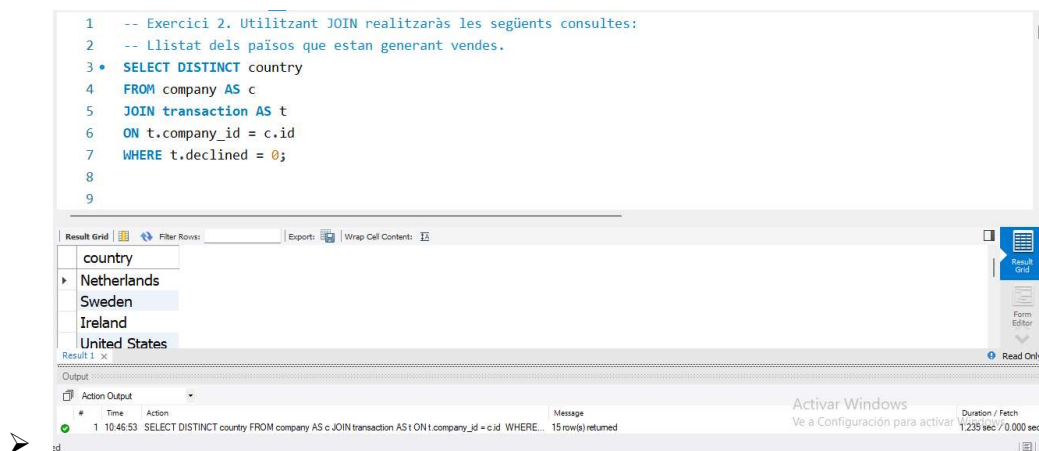 1 -- Exercici 2. Utilitzant JOIN realitzaràs les següents consultes:
2 -- Llistat dels països que estan generant vendes.
3 SELECT DISTINCT country
4 FROM company AS c
5 JOIN transaction AS t
6 ON t.company_id = c.id
7 WHERE t.declined = 0;
8
9
Result Grid Filter Rows: Export: Wrap Cell Content: IA
country
Netherlands
Sweden
Ireland
United States
Result Grid
Form Editor
Result 1 x Read Only
Output
Action Output
# Time Action Message Duration / Fetch
1 10:46:53 SELECT DISTINCT country FROM company AS c JOIN transaction AS t ON t.company_id = c.id WHERE... 15 row(s) returned 1.235 sec / 0.000 sec
Activar Windows
Ve a Configuración para activar Windows.
ed